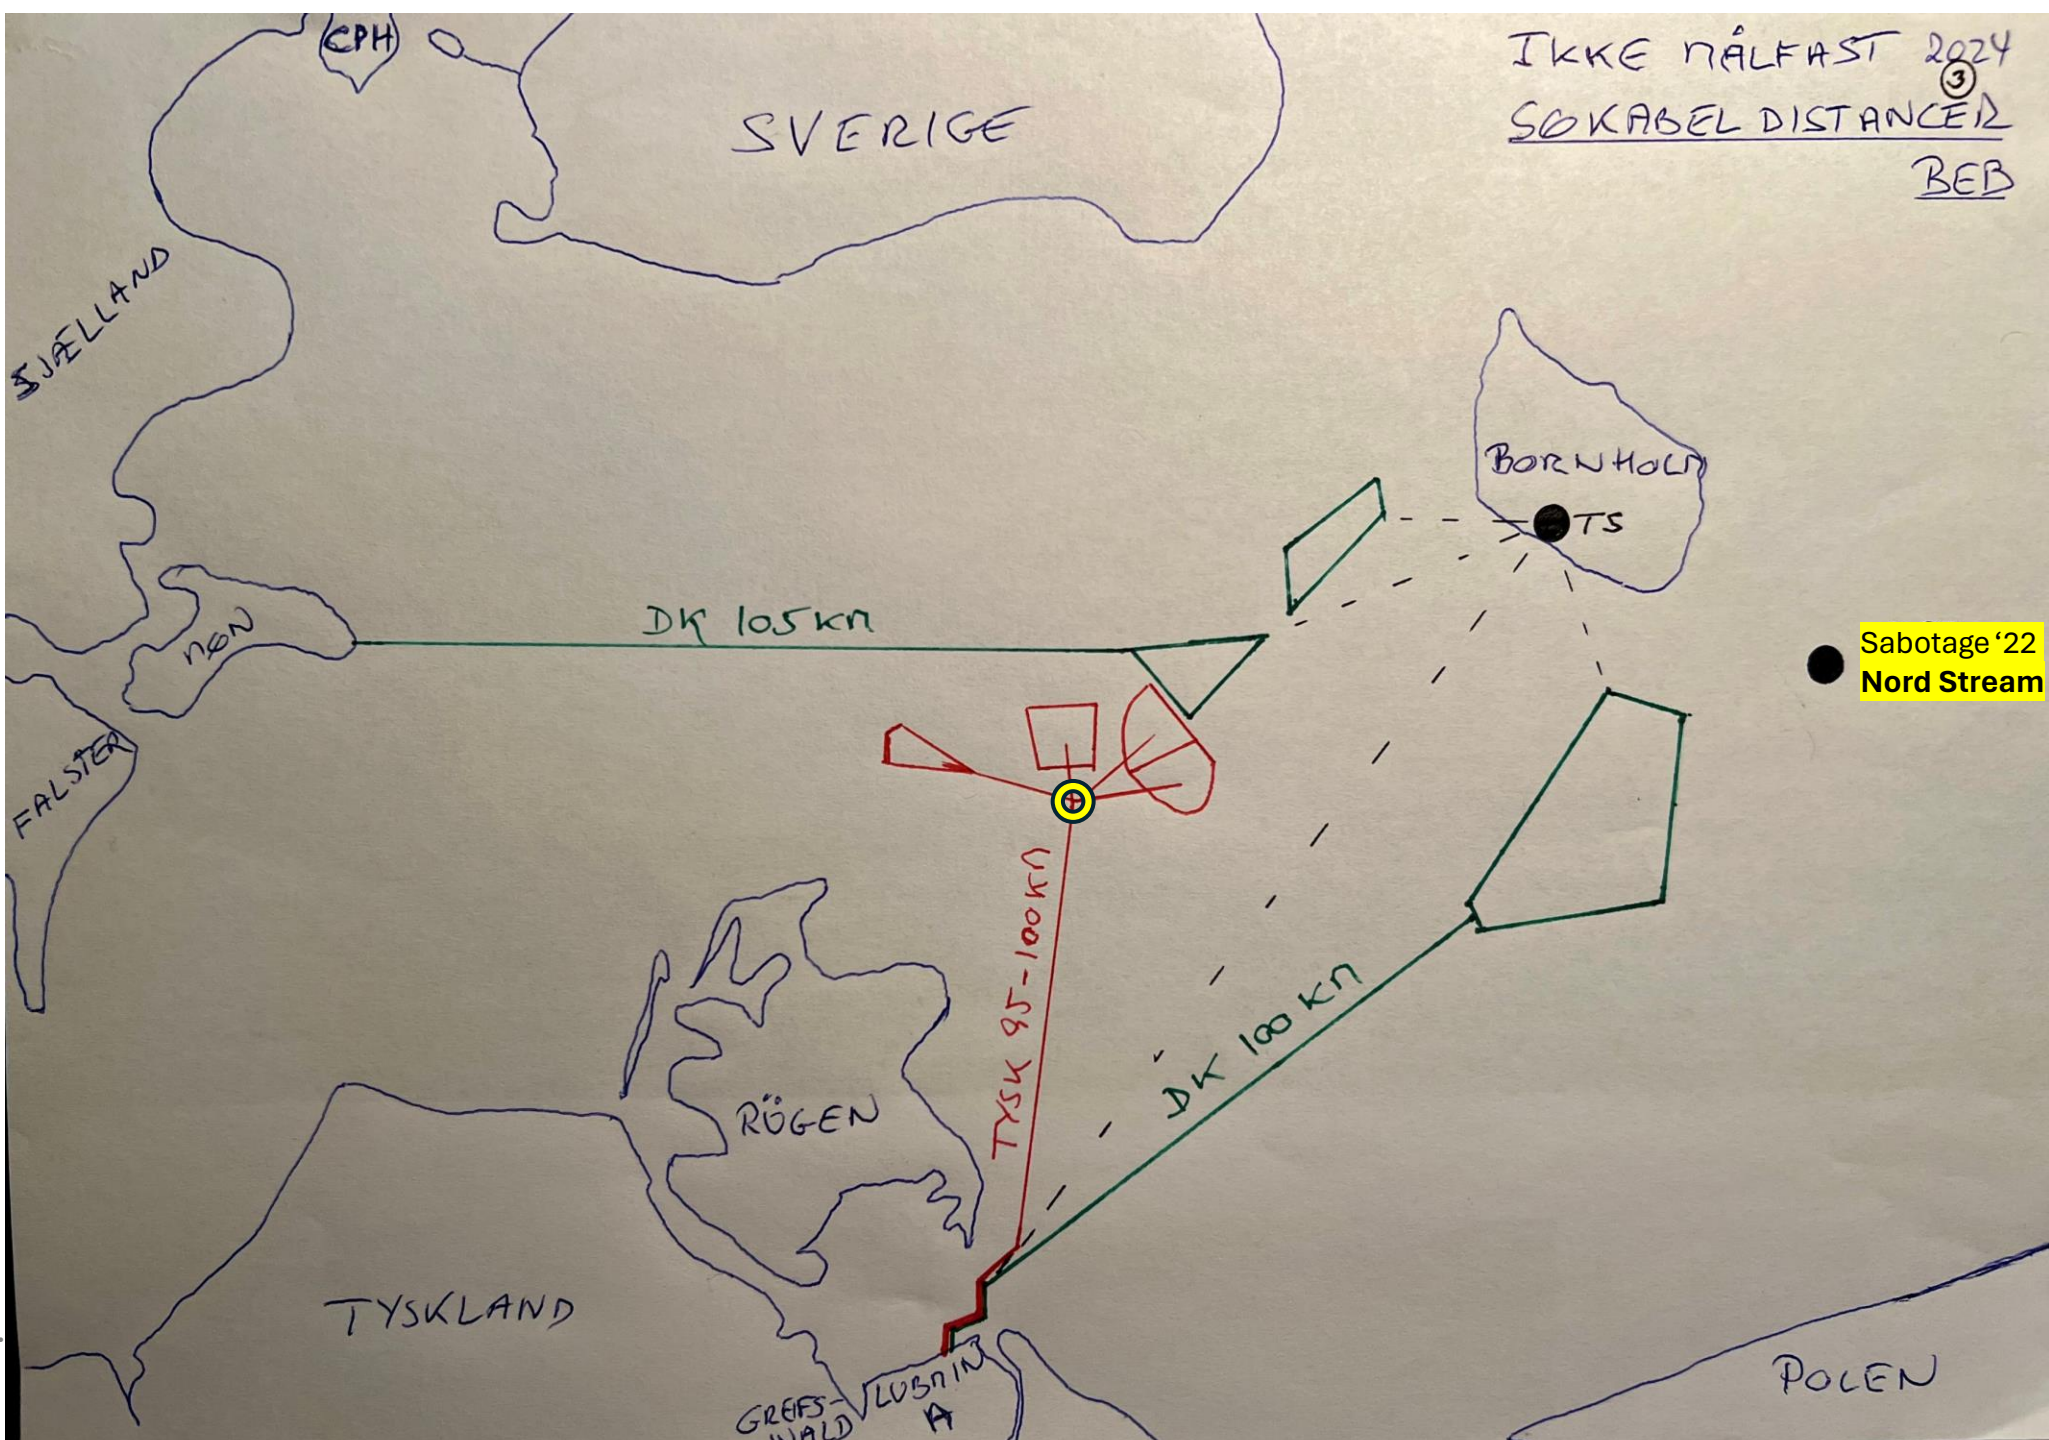 CPH
IKKE MÅLFAST 2024
3
SØKABEL DISTANCER
BEB
SVERIGE
SJÆLLAND
BORNHOLM
TS
DK 105 KM
MØN
Sabotage ‘22
Nord Stream
FALSTER
TYSK 95-100 KM
DK 100 KM
RÜGEN
TYSKLAND
POLEN
LUBMIN
A
GREIFS-
WALD